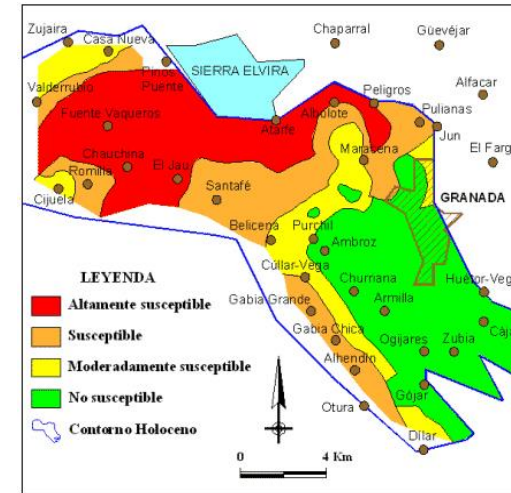 Zujaira
Casa Nueva
Chaparral
Güevéjar
Pinos
Puente
SIERRA ELVIRA
Valderrubio
Alfacar
Peligros
Albolote
Pulianas
Fuente Vaqueros
Atarfe
Jun
Maracena
El Farg
Chauchina
Romilla
El Jau
Santafé
GRANADA
Cijuela
Belicena
Purchil
Ambroz
LEYENDA
Cúllar-Vega
Churriana
Huétor-Veg
Altamente susceptible
Gabia Grande
Armilla
Susceptible
Gabia Chica
Cája
Ogíjares
Zubia
Moderadamente susceptible
Alhendín
No susceptible
Gójar
Otura
Contorno Holoceno
Dílar
0
4 Km